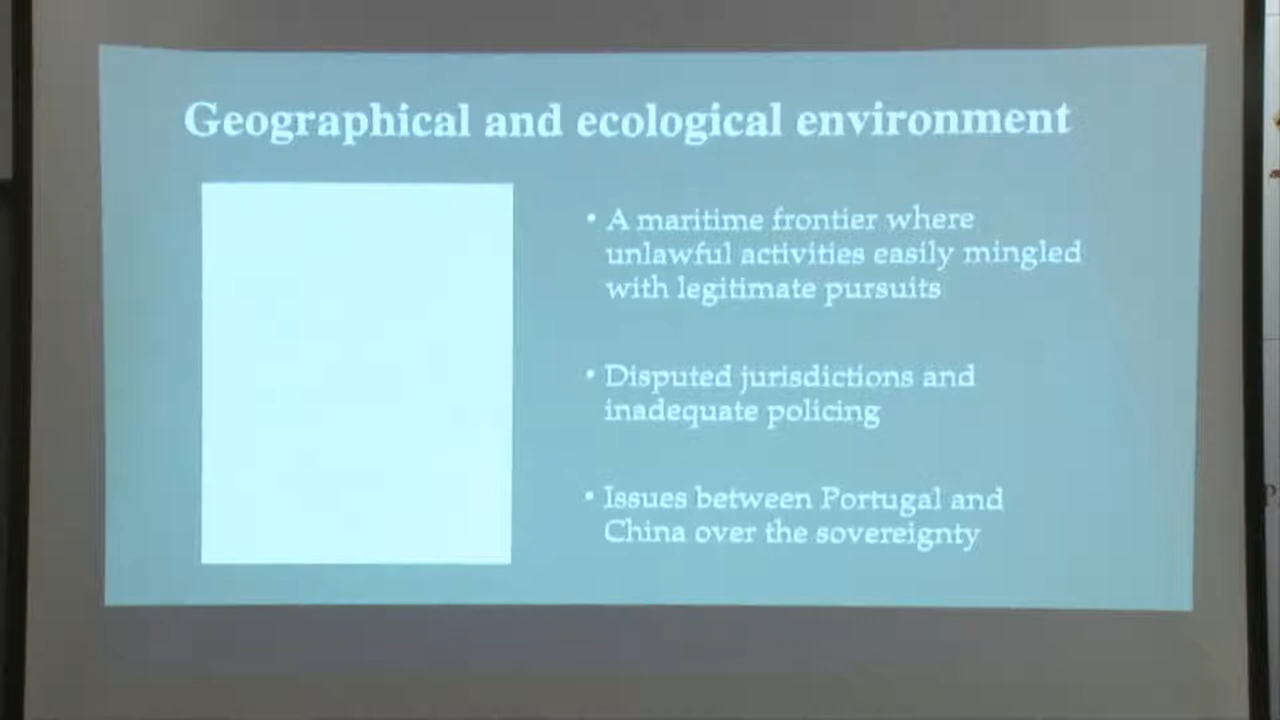 Geographical and ecological environment
• A maritime frontier where
unlawful activities easily mingled
with legitimate pursuits
• Disputed jurisdictions and
inadequate policing
• Issues between Portugal and
China over the sovereignty